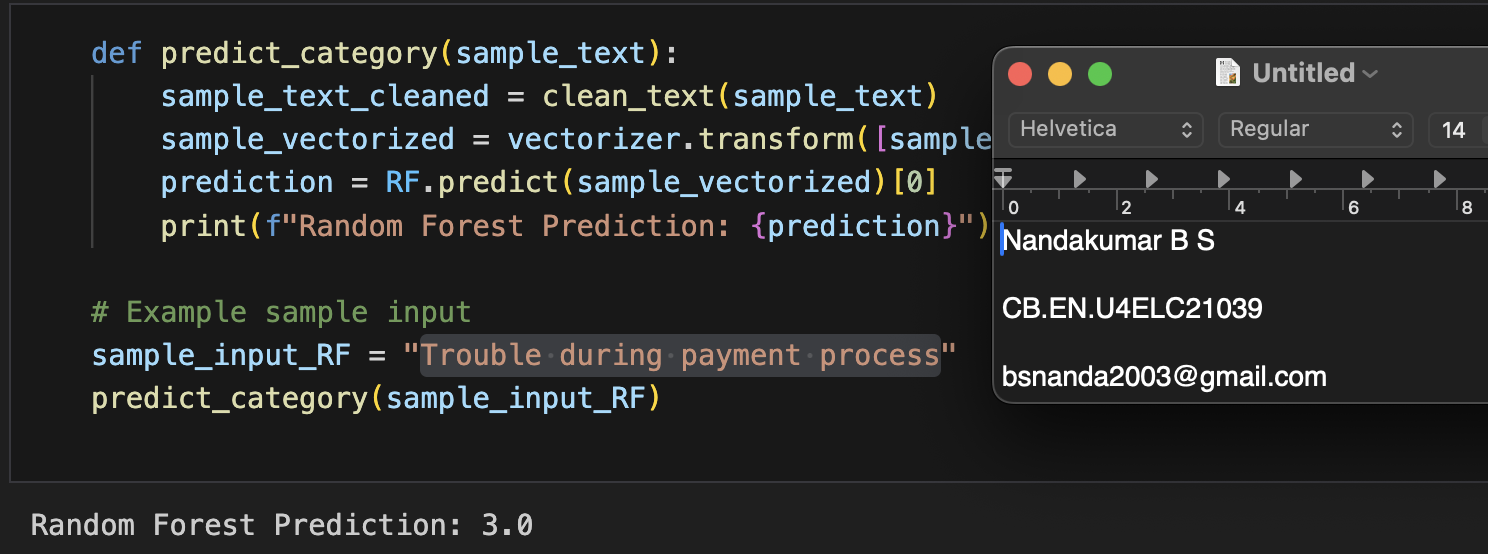 def predict_category(sample_text):
sample_text_cleaned = clean_text(sample_text)
sample_vectorized = vectorizer.transform([sample
prediction = RF.predict(sample_vectorized)[0]
print(f"Random Forest Prediction: {prediction}")
# Example sample input
sample_input_RF = "Trouble during payment process"
predict_category(sample_input_RF)
Random Forest Prediction: 3.0
Untitled
Helvetica Regular 14
0 2 4 6 8
Nandakumar B S
CB.EN.U4ELC21039
bsnanda2003@gmail.com